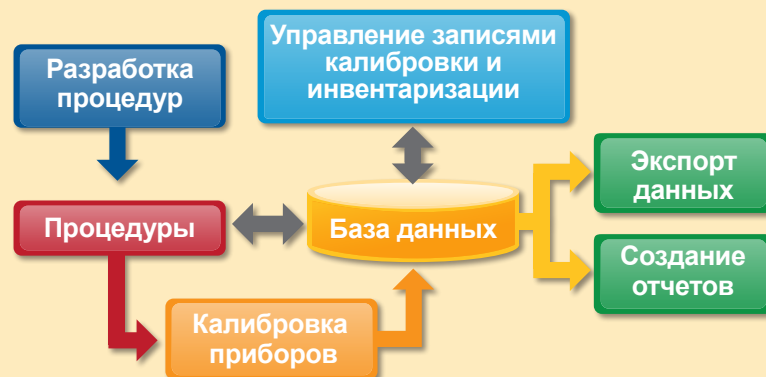 Управление записями
калибровки и
инвентаризации
Разработка
процедур
Экспорт
данных
Процедуры
База данных
Создание
отчетов
Калибровка
приборов